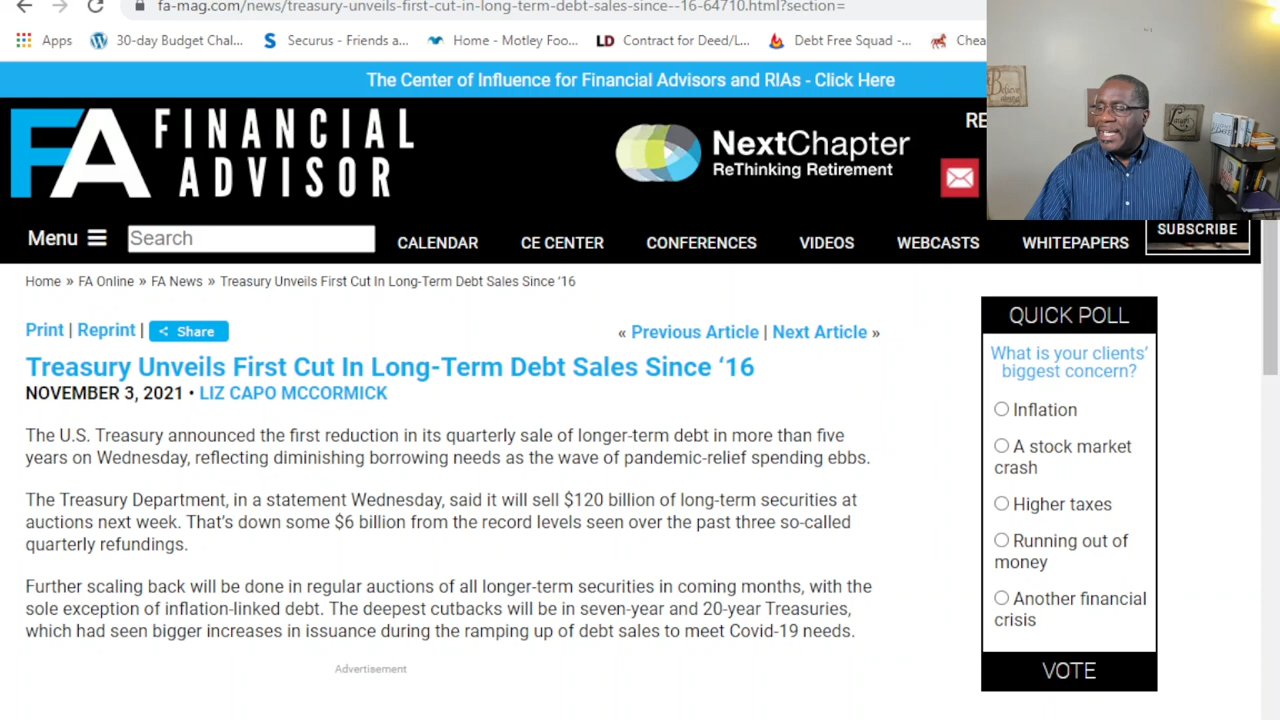 fa-mag.com/news/treasury-unveils-first-cut-in-long-term-debt-sales-since--16-64710.html?section=
Apps 30-day Budget Chal... Securus - Friends a... Home - Motley Foo... Contract for Deed/L... Debt Free Squad -... Chea
The Center of Influence for Financial Advisors and RIAs - Click Here
FA FINANCIAL ADVISOR
NextChapter
ReThinking Retirement
RE
Menu Search CALENDAR CE CENTER CONFERENCES VIDEOS WEBCASTS WHITEPAPERS SUBSCRIBE
Home » FA Online » FA News » Treasury Unveils First Cut In Long-Term Debt Sales Since ‘16
Print | Reprint | Share
« Previous Article | Next Article »
Treasury Unveils First Cut In Long-Term Debt Sales Since ‘16
NOVEMBER 3, 2021 • LIZ CAPO MCCORMICK
The U.S. Treasury announced the first reduction in its quarterly sale of longer-term debt in more than five
years on Wednesday, reflecting diminishing borrowing needs as the wave of pandemic-relief spending ebbs.
The Treasury Department, in a statement Wednesday, said it will sell $120 billion of long-term securities at
auctions next week. That’s down some $6 billion from the record levels seen over the past three so-called
quarterly refundings.
Further scaling back will be done in regular auctions of all longer-term securities in coming months, with the
sole exception of inflation-linked debt. The deepest cutbacks will be in seven-year and 20-year Treasuries,
which had seen bigger increases in issuance during the ramping up of debt sales to meet Covid-19 needs.
Advertisement
QUICK POLL
What is your clients’
biggest concern?
Inflation
A stock market
crash
Higher taxes
Running out of
money
Another financial
crisis
VOTE